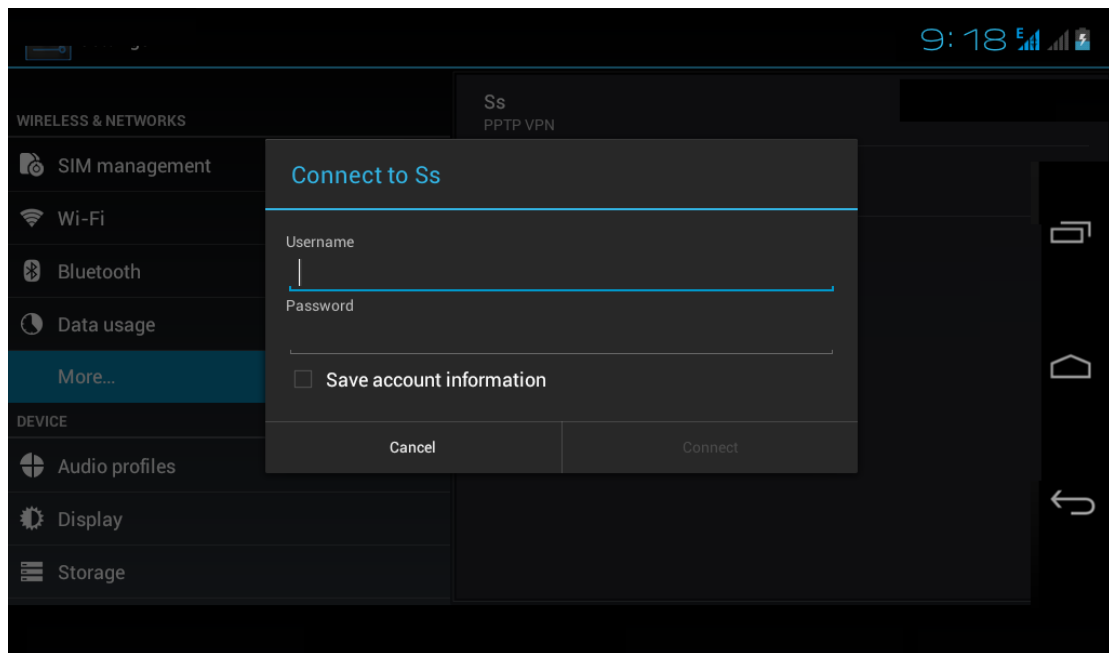 9:18
E
WIRELESS & NETWORKS
Ss
PPTP VPN
SIM management
Wi-Fi
Bluetooth
Data usage
More...
DEVICE
Audio profiles
Display
Storage
Connect to Ss
Username
Password
Save account information
Cancel
Connect